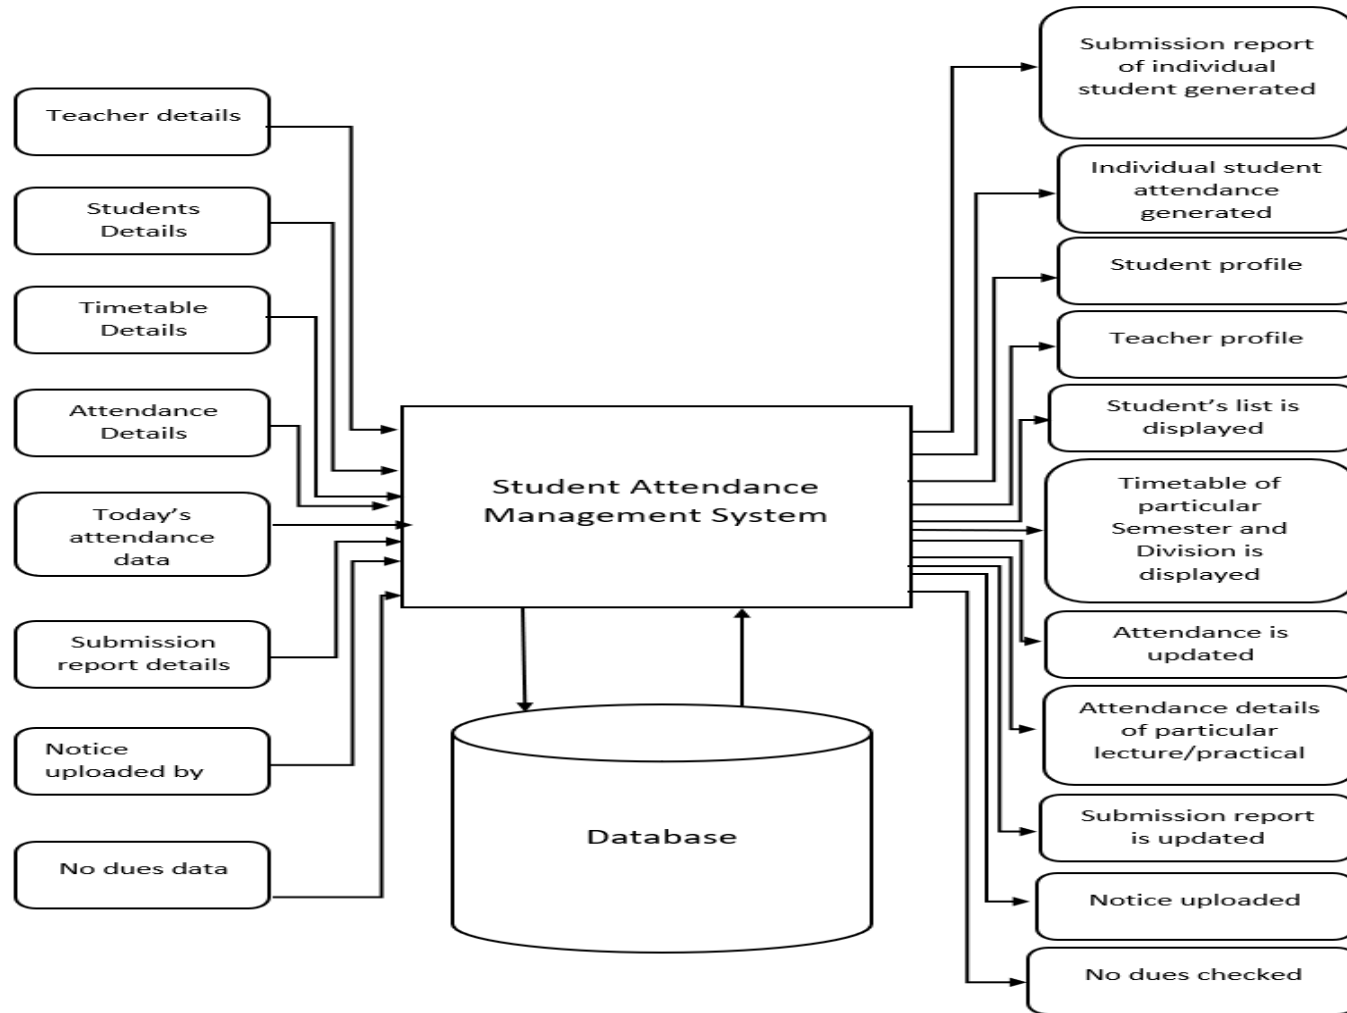 Teacher details
Students
Details
Timetable
Details
Attendance
Details
Today’s
attendance
data
Submission
report details
Notice
uploaded by
No dues data
Student Attendance
Management System
Database
Submission report
of individual
student generated
Individual student
attendance
generated
Student profile
Teacher profile
Student’s list is
displayed
Timetable of
particular
Semester and
Division is
displayed
Attendance is
updated
Attendance details
of particular
lecture/practical
Submission report
is updated
Notice uploaded
No dues checked